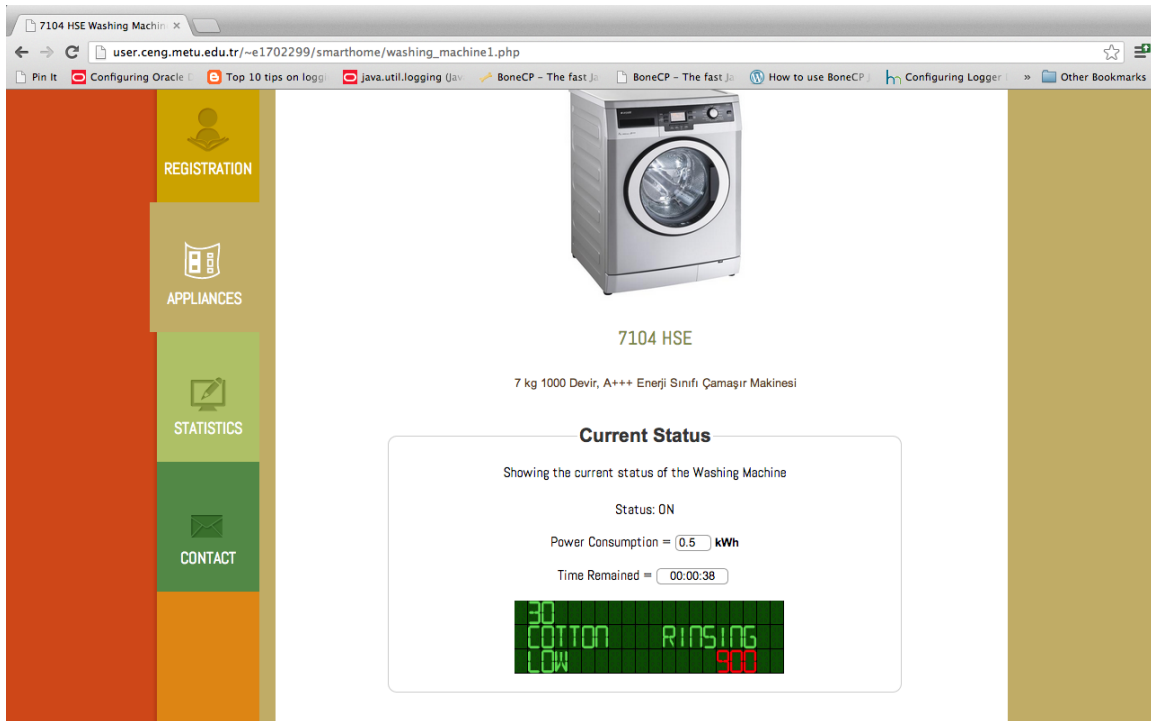 7104 HSE Washing Machin
user.ceng.metu.edu.tr/~e1702299/smarthome/washing_machine1.php
Pin It Configuring Oracle Top 10 tips on loggi java.util.logging (Jav BoneCP – The fast Ja BoneCP – The fast Ja How to use BoneCP Configuring Logger » Other Bookmarks
REGISTRATION
APPLIANCES
STATISTICS
CONTACT
7104 HSE
7 kg 1000 Devir, A+++ Enerji Sınıfı Çamaşır Makinesi
Current Status
Showing the current status of the Washing Machine
Status: ON
Power Consumption = 0.5 kWh
Time Remained = 00:00:38
30
COTTON RINSING
LOW 900